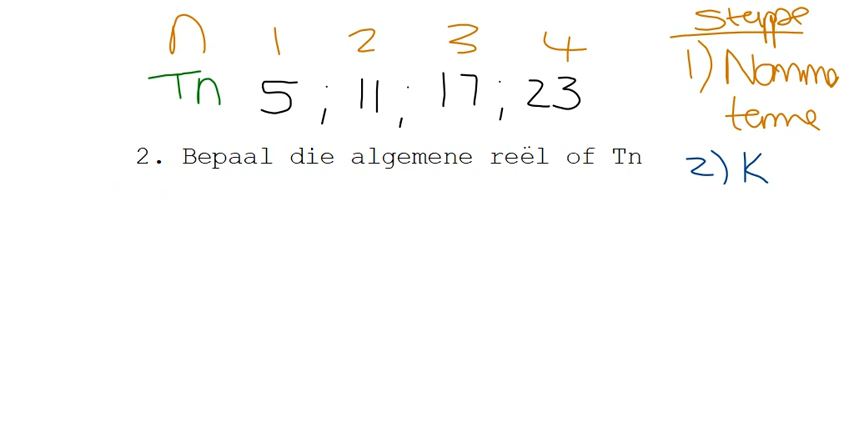 n 1 2 3 4
Tn 5 ; 11 ; 17 ; 23
2. Bepaal die algemene reël of Tn
Stappe
1) Nommer
terme
2) K